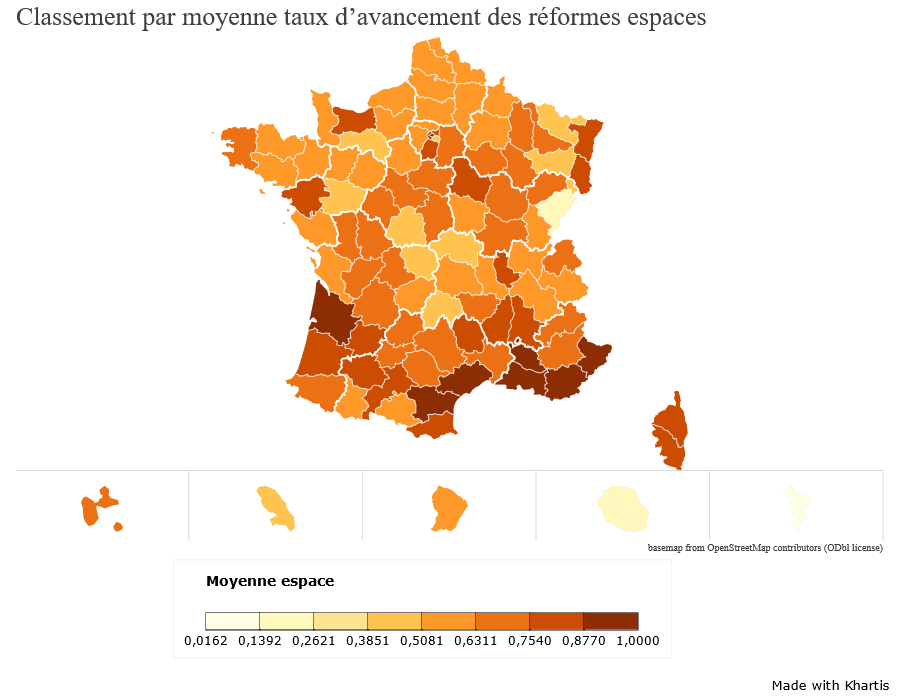 Classement par moyenne taux d’avancement des réformes espaces
basemap from OpenStreetMap contributors (ODbl license)
Moyenne espace
0,0162 0,1392 0,2621 0,3851 0,5081 0,6311 0,7540 0,8770 1,0000
Made with Khartis